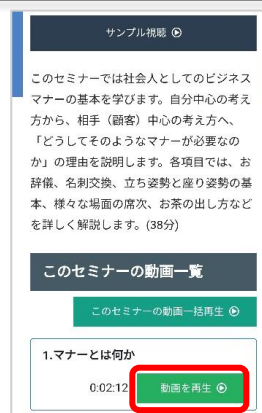 サンプル視聴
このセミナーでは社会人としてのビジネス
マナーの基本を学びます。自分中心の考え
方から、相手（顧客）中心の考え方へ、
「どうしてそのようなマナーが必要なの
か」の理由を説明します。各項目では、お
辞儀、名刺交換、立ち姿勢と座り姿勢の基
本、様々な場面の席次、お茶の出し方など
を詳しく解説します。(38分)
このセミナーの動画一覧
このセミナーの動画一括再生
1.マナーとは何か
0:02:12 動画を再生